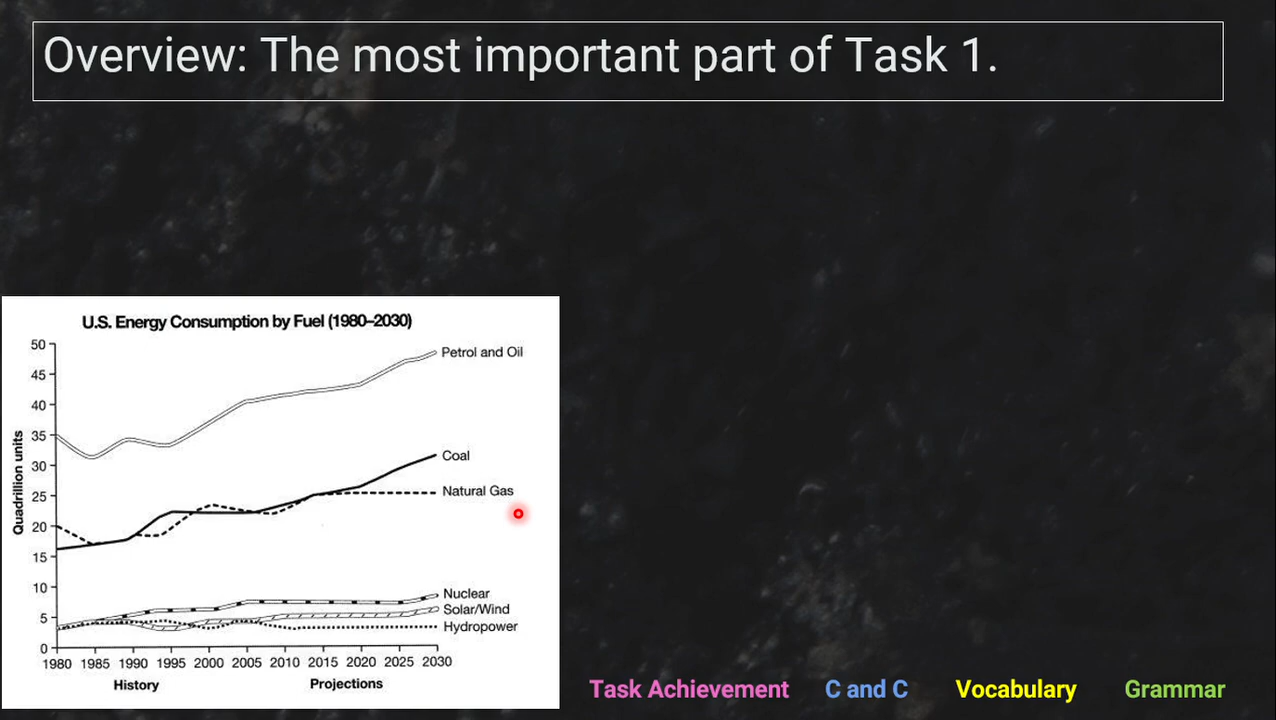 Overview: The most important part of Task 1.
U.S. Energy Consumption by Fuel (1980–2030)
Quadrillion units
50
45
40
35
30
25
20
15
10
5
0
Petrol and Oil
Coal
Natural Gas
Nuclear
Solar/Wind
Hydropower
1980 1985 1990 1995 2000 2005 2010 2015 2020 2025 2030
History Projections
Task Achievement C and C Vocabulary Grammar